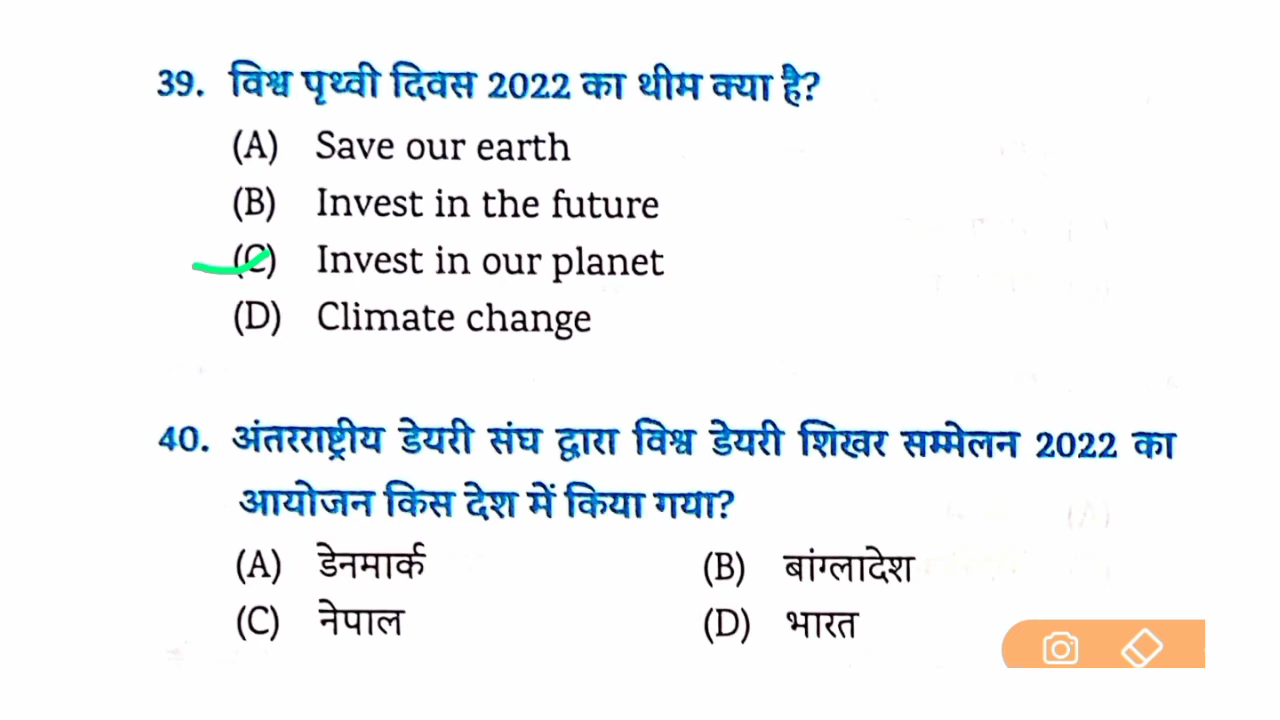 39. विश्व पृथ्वी दिवस 2022 का थीम क्या है?
(A) Save our earth
(B) Invest in the future
(C) Invest in our planet
(D) Climate change
40. अंतरराष्ट्रीय डेयरी संघ द्वारा विश्व डेयरी शिखर सम्मेलन 2022 का
आयोजन किस देश में किया गया?
(A) डेनमार्क (B) बांग्लादेश
(C) नेपाल (D) भारत